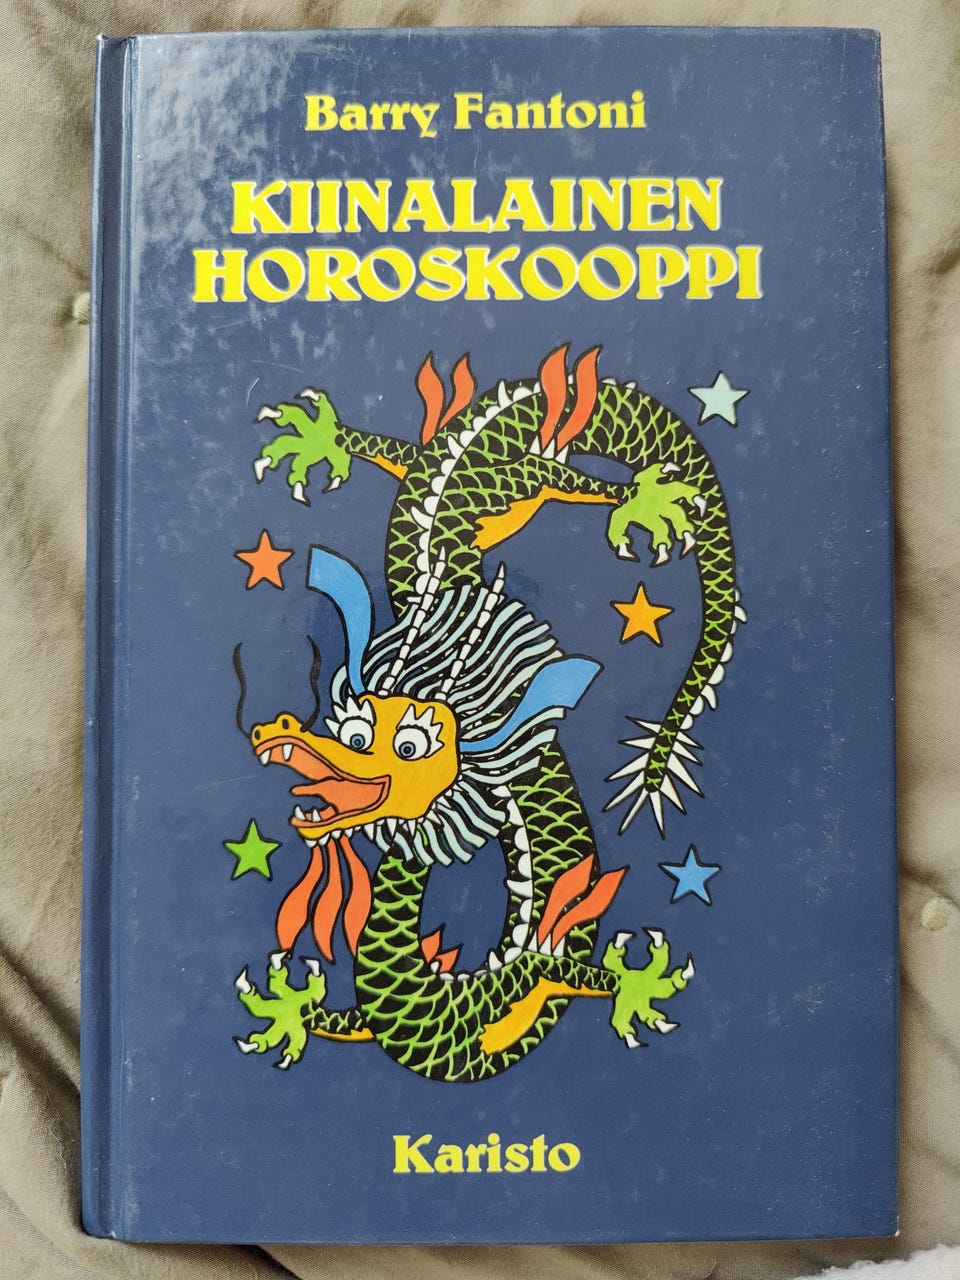 Barry Fantoni
KIINALAINEN
HOROSKOOPPI
Karisto